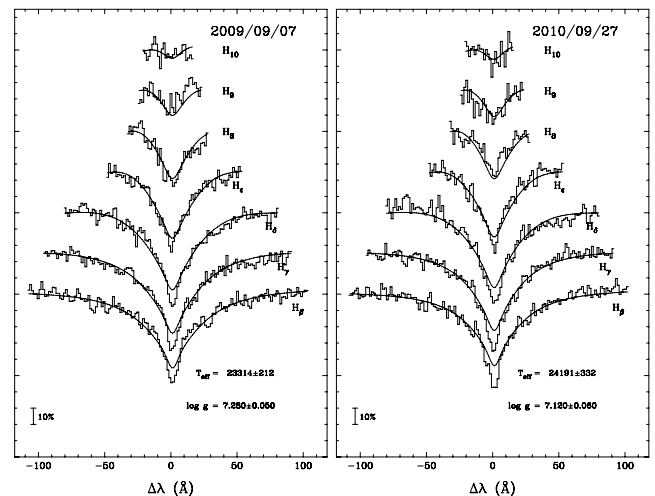 2009/09/07
H10
H9
H8
Hε
Hδ
Hγ
Hβ
Teff = 23314±212
log g = 7.250±0.050
10%
−100 −50 0 50 100
Δλ (Å)
2010/09/27
H10
H9
H8
Hε
Hδ
Hγ
Hβ
Teff = 24191±332
log g = 7.120±0.060
10%
−100 −50 0 50 100
Δλ (Å)